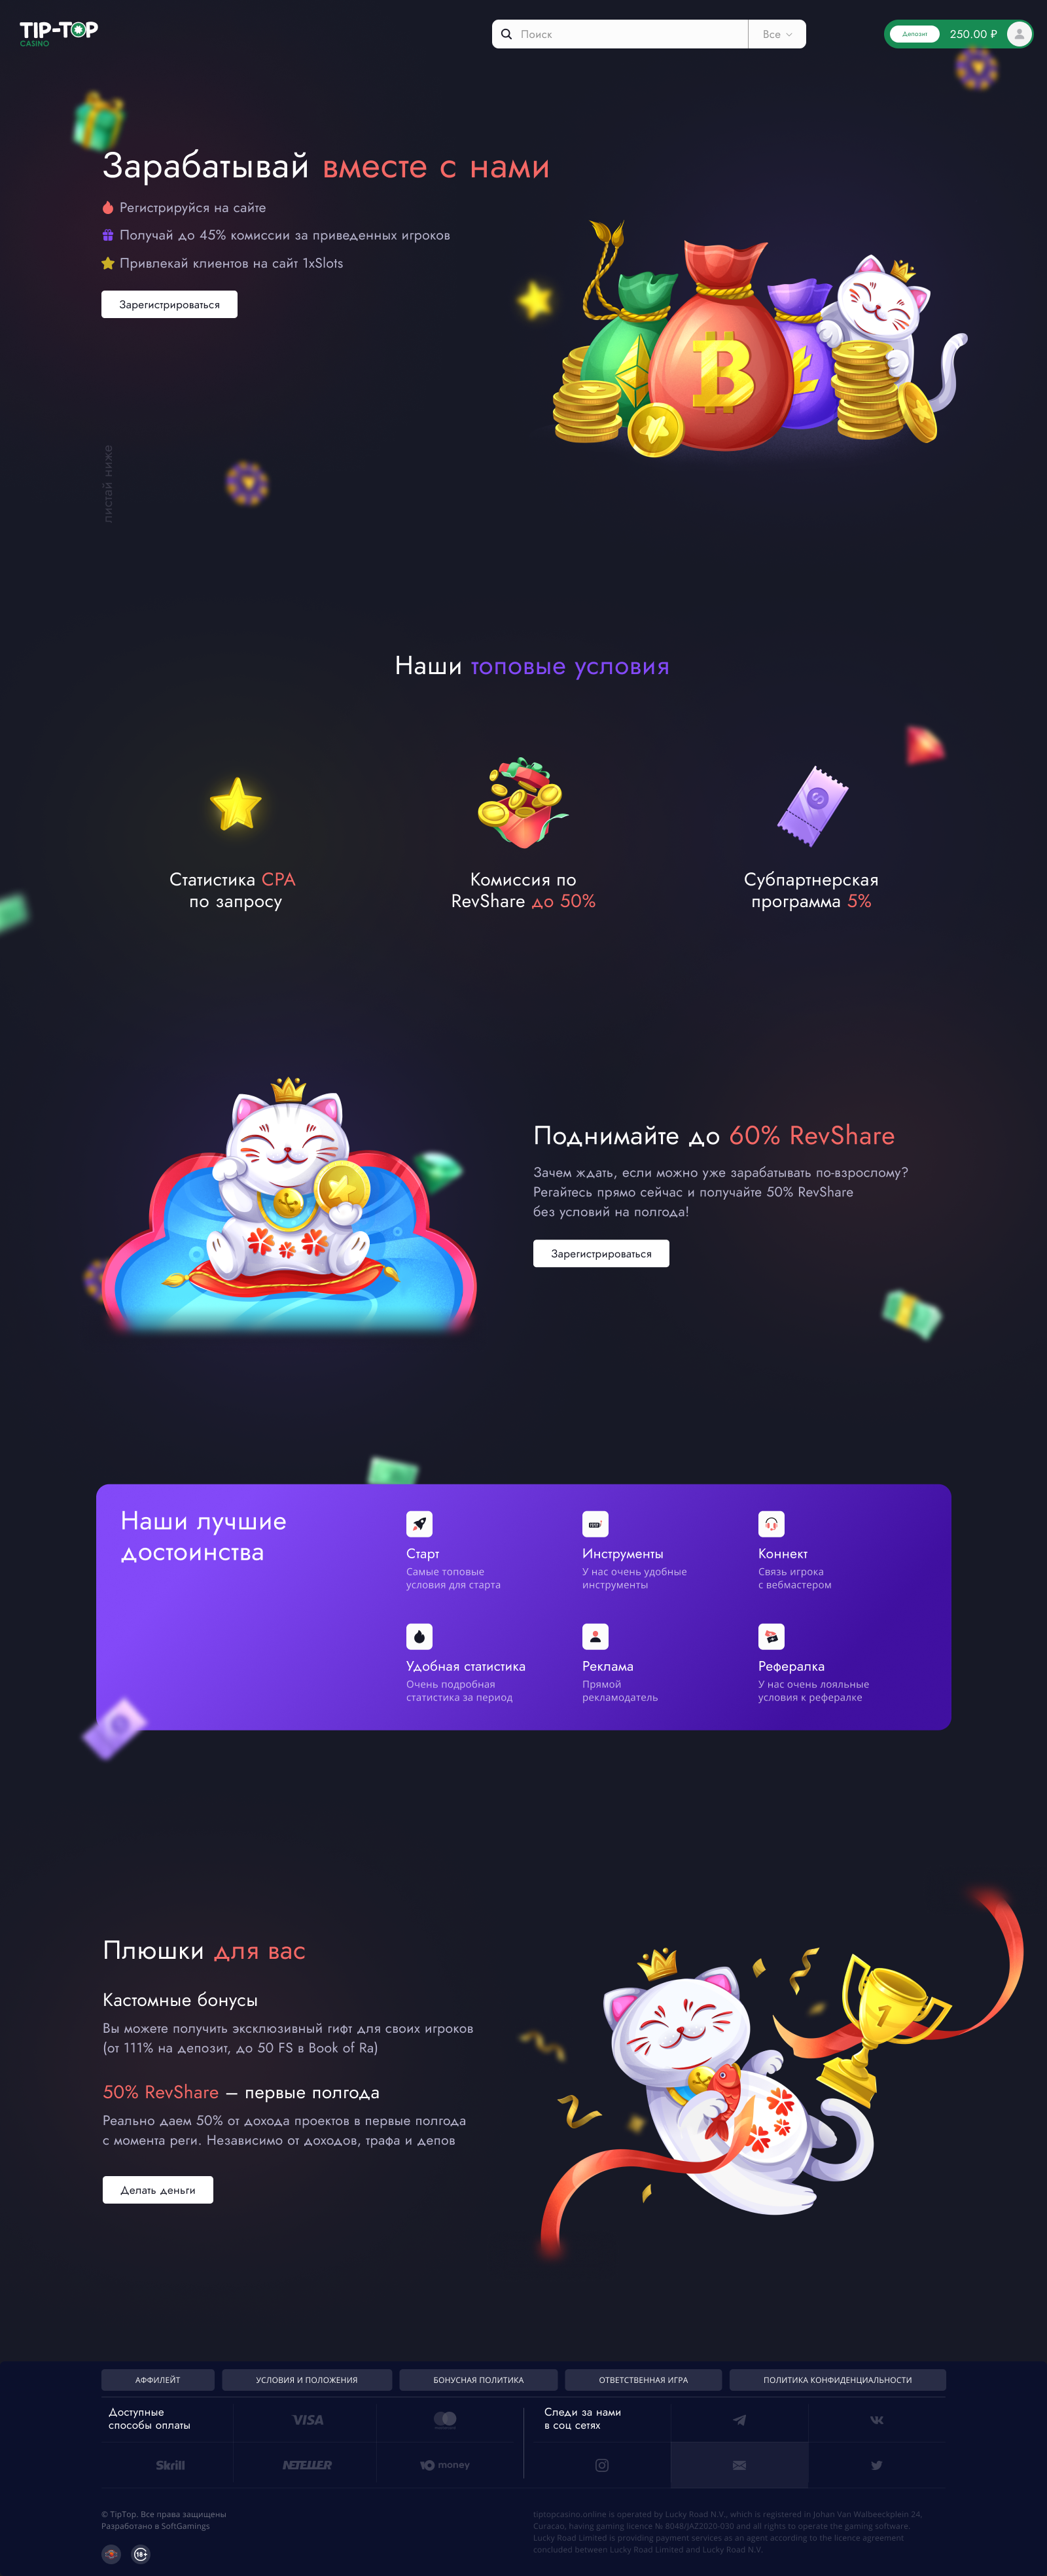 TIP-TOP
CASINO
Поиск
Все
Депозит
250.00 ₽
Зарабатывай вместе с нами
Регистрируйся на сайте
Получай до 45% комиссии за приведенных игроков
Привлекай клиентов на сайт 1xSlots
Зарегистрироваться
листай ниже
Наши топовые условия
Статистика CPA
по запросу
Комиссия по
RevShare до 50%
Субпартнерская
программа 5%
Поднимайте до 60% RevShare
Зачем ждать, если можно уже зарабатывать по-взрослому?
Регайтесь прямо сейчас и получайте 50% RevShare
без условий на полгода!
Зарегистрироваться
Наши лучшие
достоинства
Старт
Самые топовые
условия для старта
Инструменты
У нас очень удобные
инструменты
Коннект
Связь игрока
с вебмастером
Удобная статистика
Очень подробная
статистика за период
Реклама
Прямой
рекламодатель
Рефералка
У нас очень лояльные
условия к рефералке
Плюшки для вас
Кастомные бонусы
Вы можете получить эксклюзивный гифт для своих игроков
(от 111% на депозит, до 50 FS в Book of Ra)
50% RevShare – первые полгода
Реально даем 50% от дохода проектов в первые полгода
с момента реги. Независимо от доходов, трафа и депов
Делать деньги
1
АФФИЛЕЙТ
УСЛОВИЯ И ПОЛОЖЕНИЯ
БОНУСНАЯ ПОЛИТИКА
ОТВЕТСТВЕННАЯ ИГРА
ПОЛИТИКА КОНФИДЕНЦИАЛЬНОСТИ
Доступные
способы оплаты
VISA
Skrill
NETELLER
money
Следи за нами
в соц сетях
© TipTop. Все права защищены
Разработано в SoftGamings
18+
tiptopcasino.online is operated by Lucky Road N.V., which is registered in Johan Van Walbeeckplein 24,
Curacao, having gaming licence № 8048/JAZ2020-030 and all rights to operate the gaming software.
Lucky Road Limited is providing payment services as an agent according to the licence agreement
concluded between Lucky Road Limited and Lucky Road N.V.